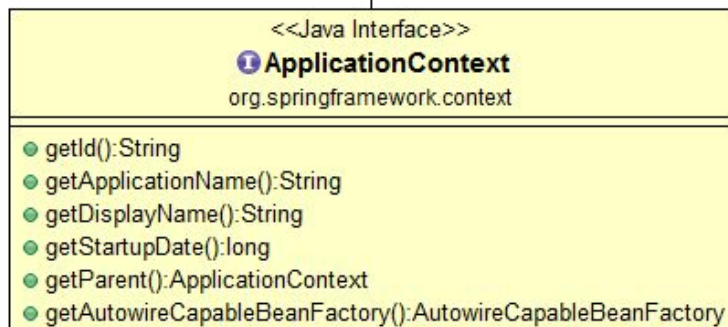 <<Java Interface>>
I ApplicationContext
org.springframework.context
getId():String
getApplicationName():String
getDisplayName():String
getStartupDate():long
getParent():ApplicationContext
getAutowireCapableBeanFactory():AutowireCapableBeanFactory